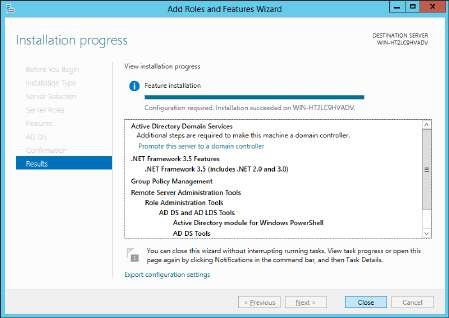 Add Roles and Features Wizard
Installation progress
DESTINATION SERVER
WIN-HT2LC9HVADV
Before You Begin
Installation Type
Server Selection
Server Roles
Features
AD DS
Confirmation
Results
View installation progress
Feature installation
Configuration required. Installation succeeded on WIN-HT2LC9HVADV.
Active Directory Domain Services
Additional steps are required to make this machine a domain controller.
Promote this server to a domain controller
.NET Framework 3.5 Features
.NET Framework 3.5 (includes .NET 2.0 and 3.0)
Group Policy Management
Remote Server Administration Tools
Role Administration Tools
AD DS and AD LDS Tools
Active Directory module for Windows PowerShell
AD DS Tools
You can close this wizard without interrupting running tasks. View task progress or open this
page again by clicking Notifications in the command bar, and then Task Details.
Export configuration settings
< Previous
Next >
Close
Cancel